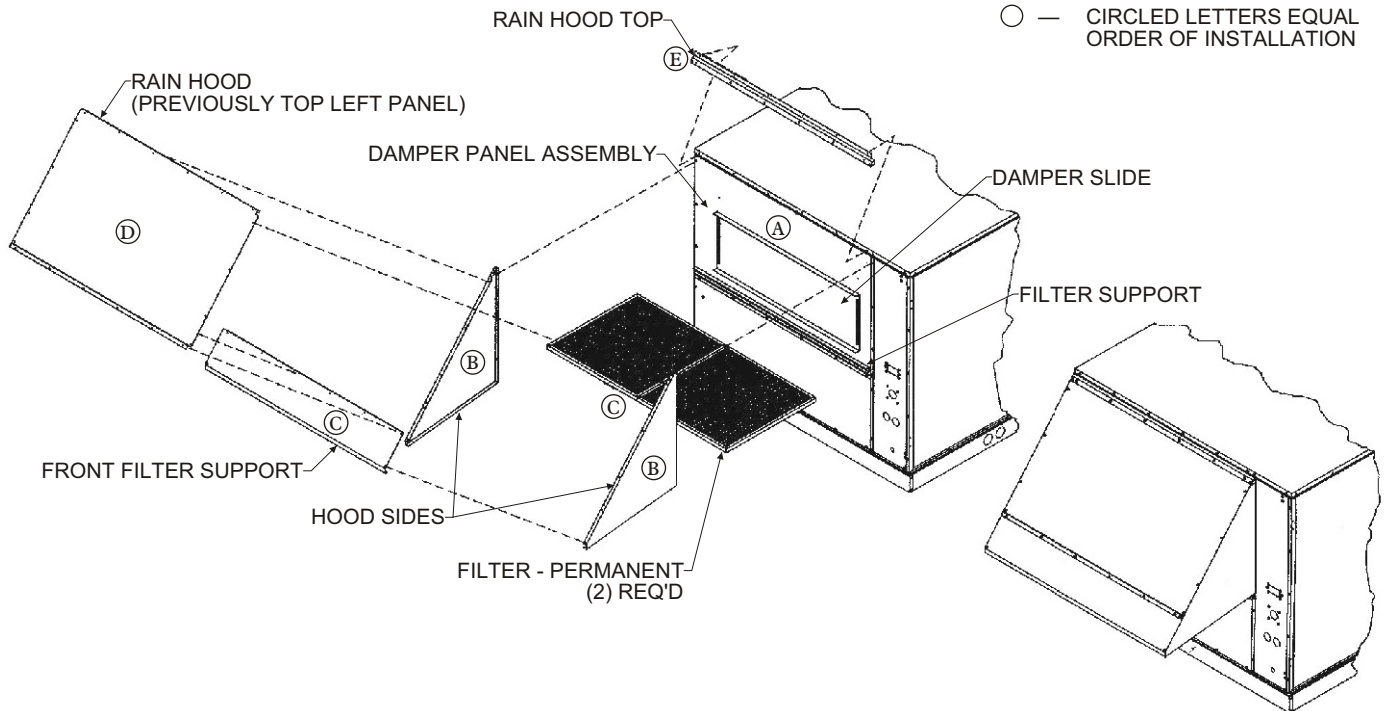 RAIN HOOD TOP
○ — CIRCLED LETTERS EQUAL
ORDER OF INSTALLATION
E
RAIN HOOD
(PREVIOUSLY TOP LEFT PANEL)
DAMPER PANEL ASSEMBLY
DAMPER SLIDE
A
D
FILTER SUPPORT
B
C
C
FRONT FILTER SUPPORT
B
HOOD SIDES
FILTER - PERMANENT
(2) REQ'D